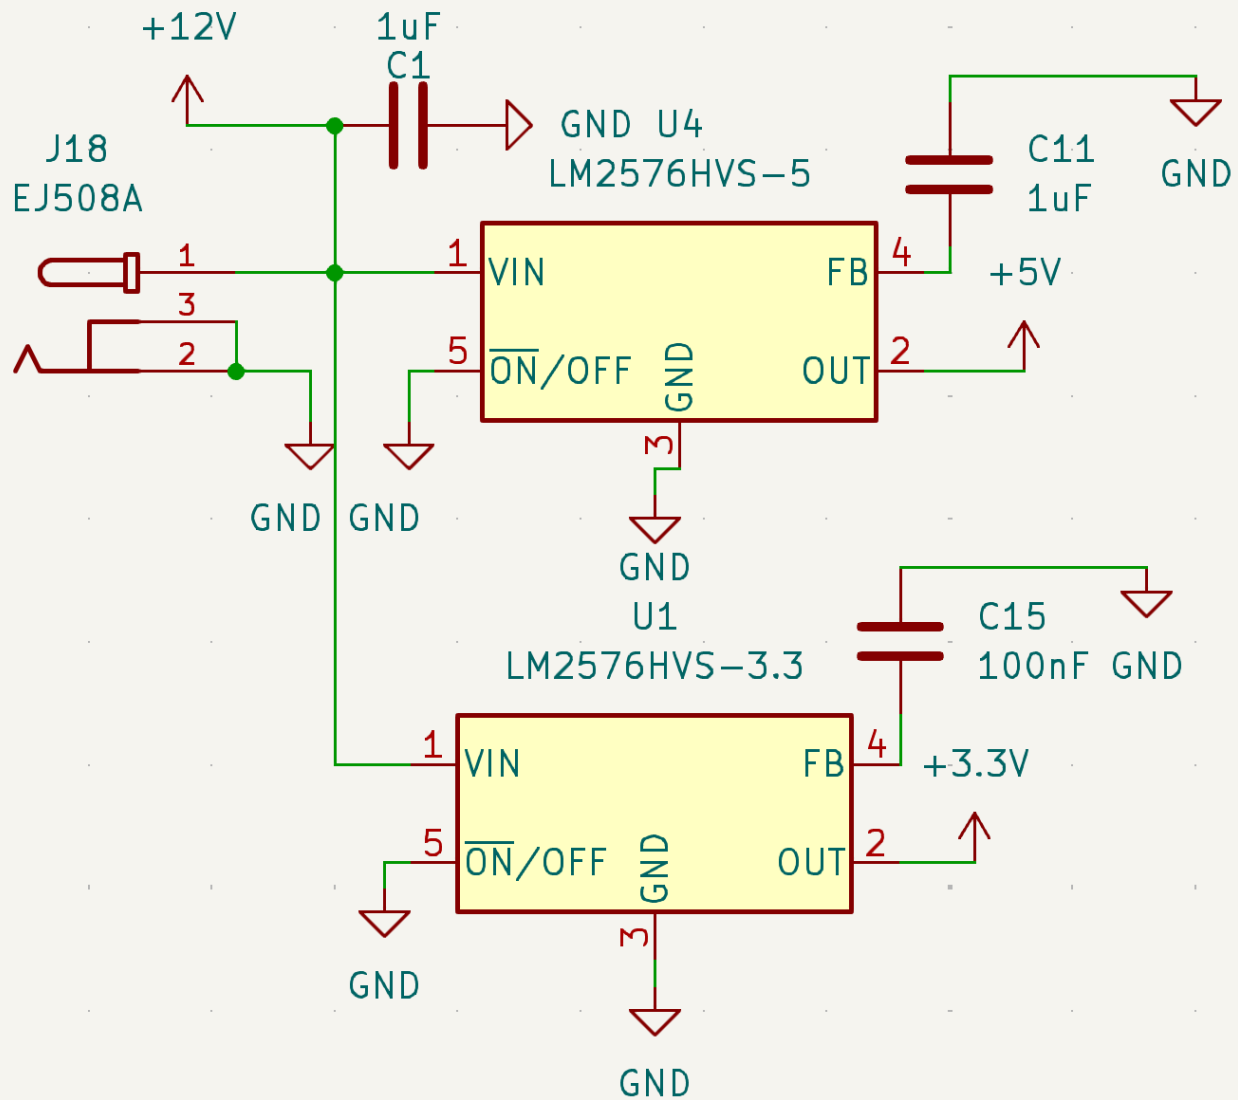 +12V
1uF
C1
GND
U4
LM2576HVS-5
J18
EJ508A
C11
1uF
GND
1
3
2
1
VIN
FB
4
+5V
5
ON/OFF
GND
OUT
2
3
GND
GND
GND
U1
LM2576HVS-3.3
C15
100nF
GND
1
VIN
FB
4
+3.3V
5
ON/OFF
GND
OUT
2
3
GND
GND